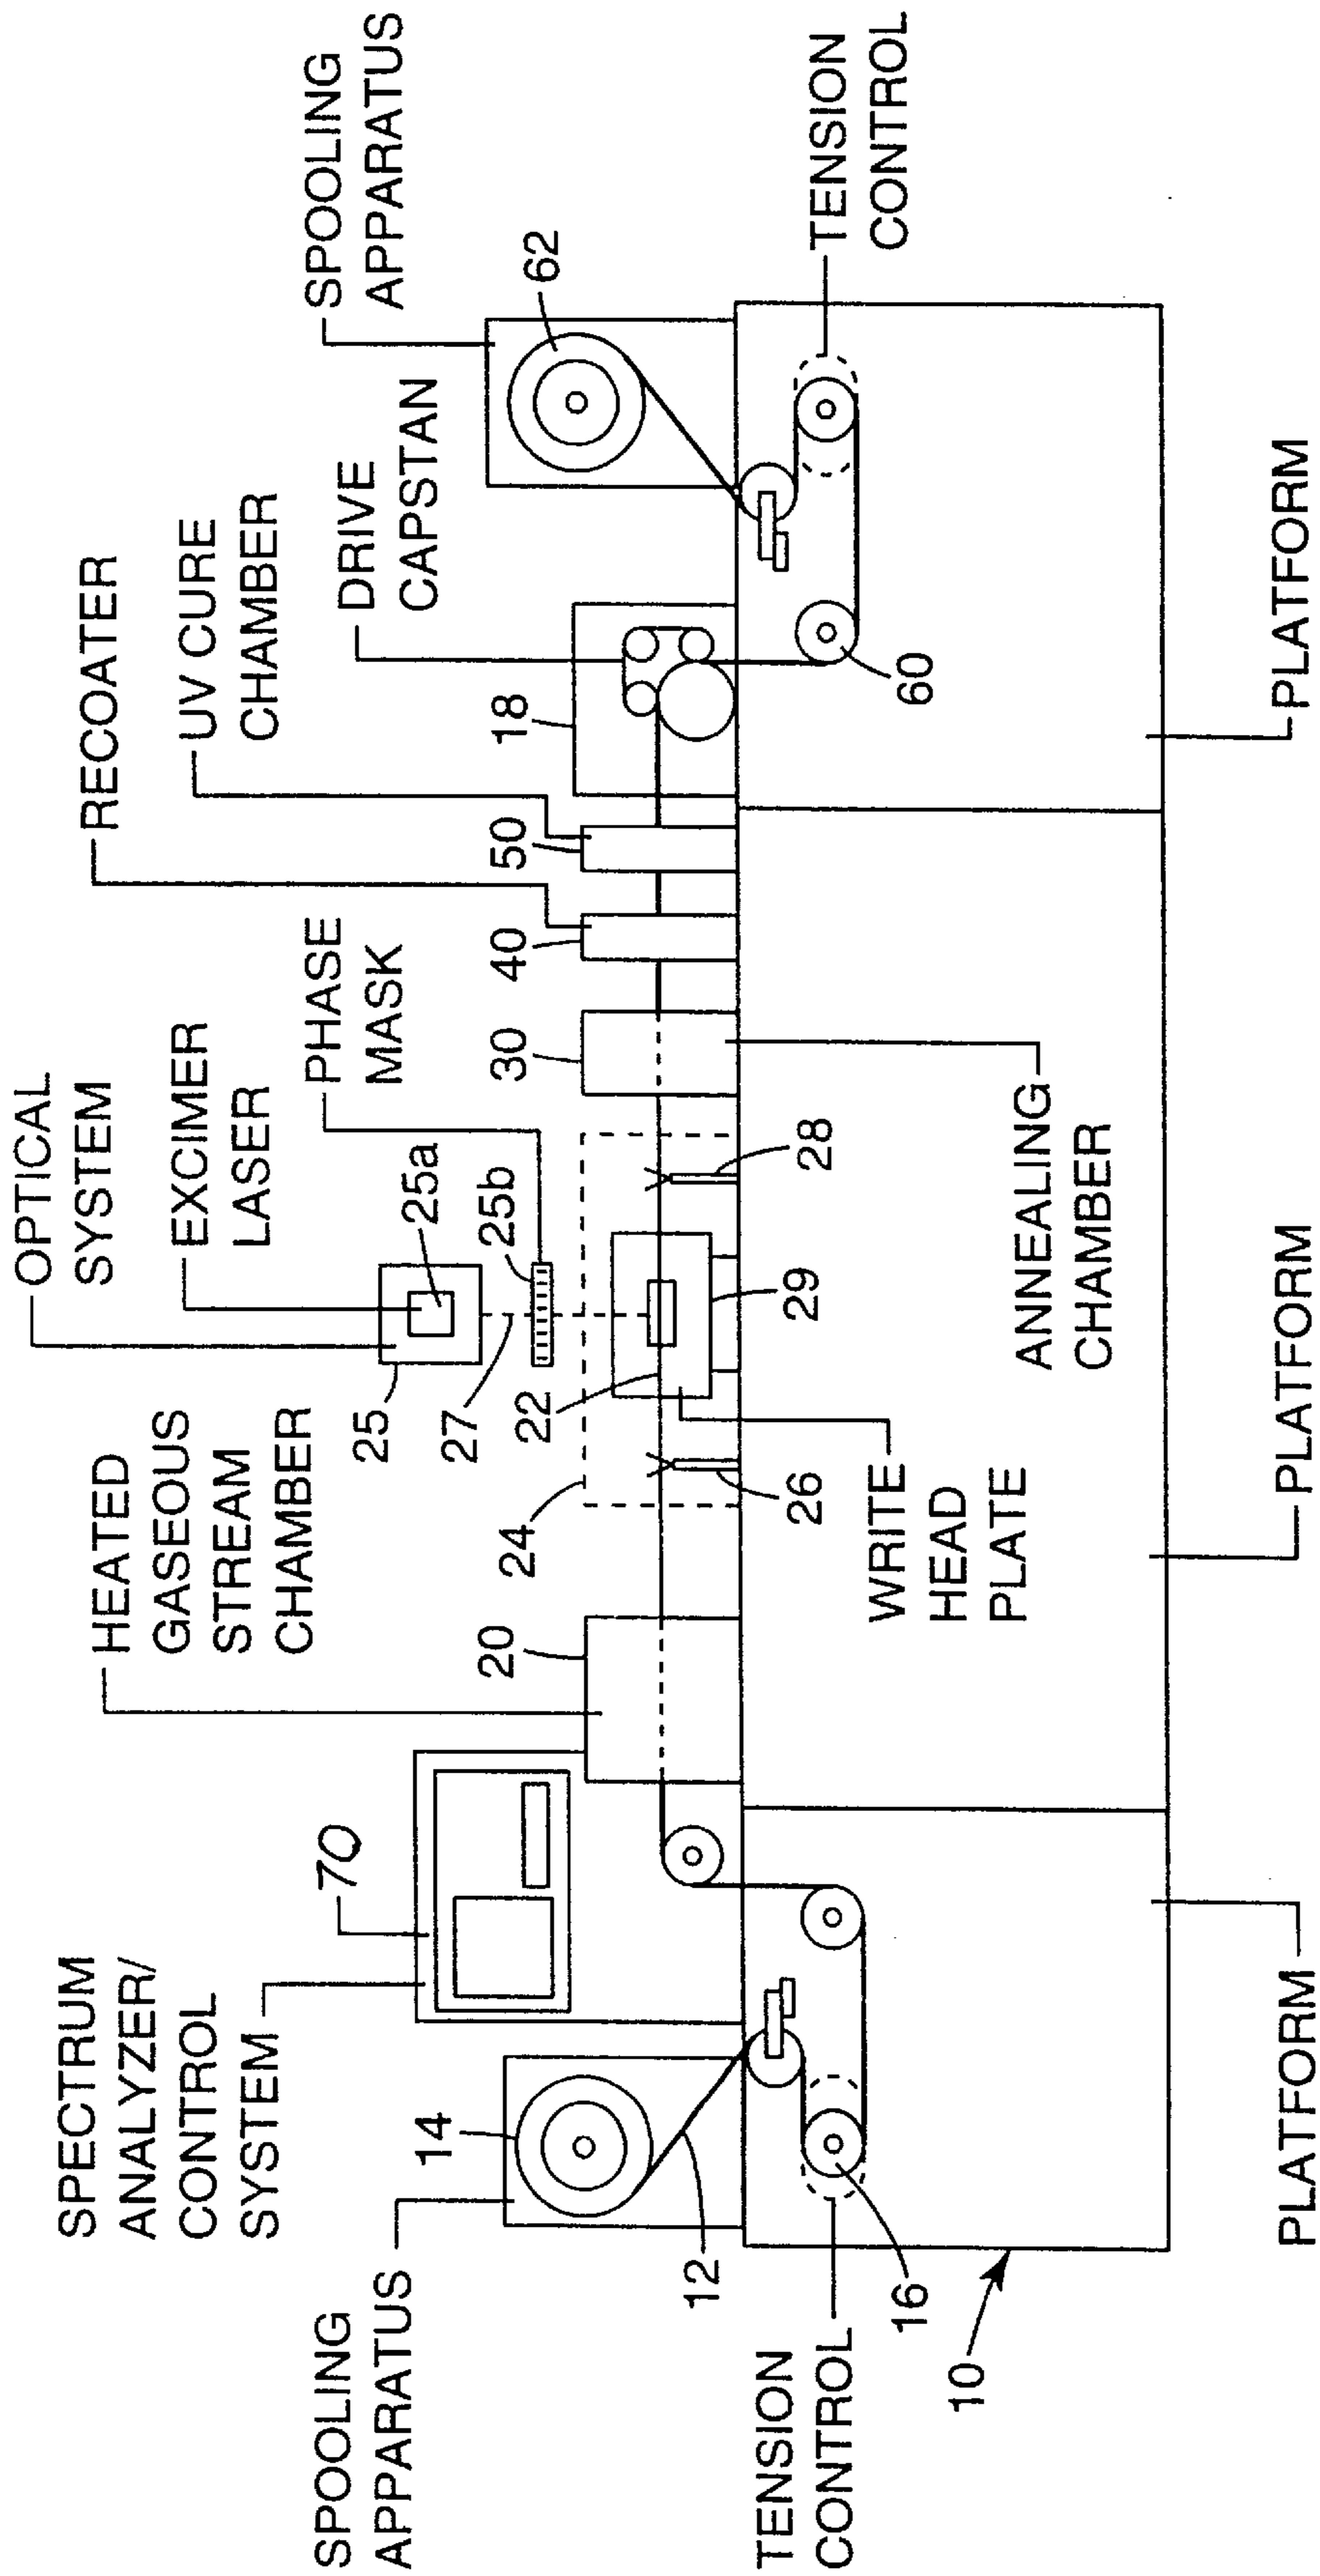 OPTICAL
SYSTEM
EXCIMER
LASER
25a
25
27
PHASE
MASK
25b
HEATED
GASEOUS
STREAM
CHAMBER
20
SPECTRUM
ANALYZER/
CONTROL
SYSTEM
70
SPOOLING
APPARATUS
14
12
TENSION
CONTROL
16
10
24
22
26
29
28
WRITE
HEAD
PLATE
30
ANNEALING
CHAMBER
RECOATER
40
UV CURE
CHAMBER
50
DRIVE
CAPSTAN
18
SPOOLING
APPARATUS
62
60
TENSION
CONTROL
PLATFORM
PLATFORM
PLATFORM